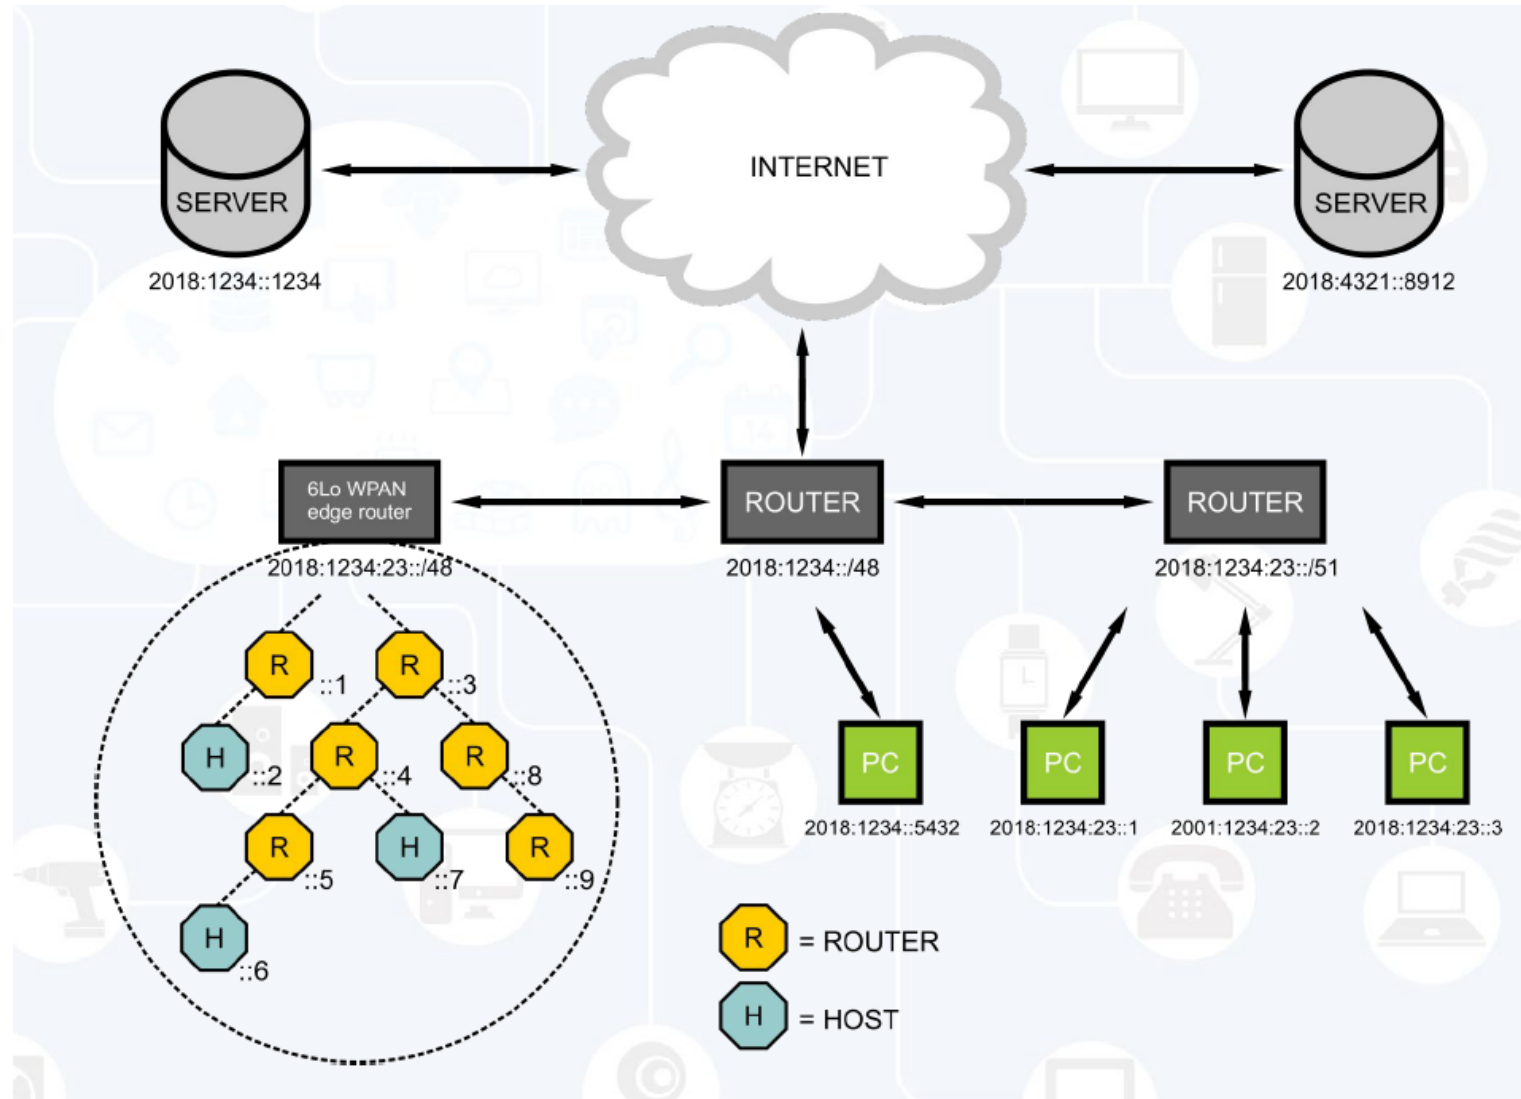 INTERNET
SERVER
2018:1234::1234
SERVER
2018:4321::8912
6Lo WPAN
edge router
2018:1234:23::/48
ROUTER
2018:1234::/48
ROUTER
2018:1234:23::/51
R
::1
R
::3
H
::2
R
::4
R
::8
R
::5
H
::7
R
::9
H
::6
PC
2018:1234::5432
PC
2018:1234:23::1
PC
2001:1234:23::2
PC
2018:1234:23::3
R = ROUTER
H = HOST
14